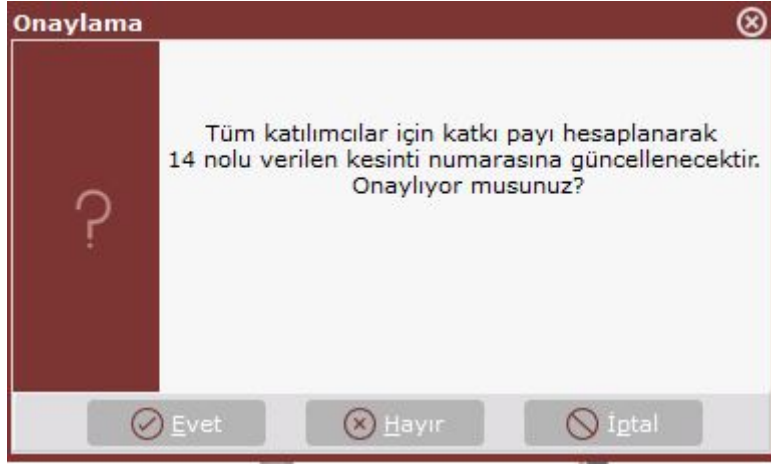 Onaylama
Tüm katılımcılar için katkı payı hesaplanarak
14 nolu verilen kesinti numarasına güncellenecektir.
Onaylıyor musunuz?
?
Evet
Hayır
İptal